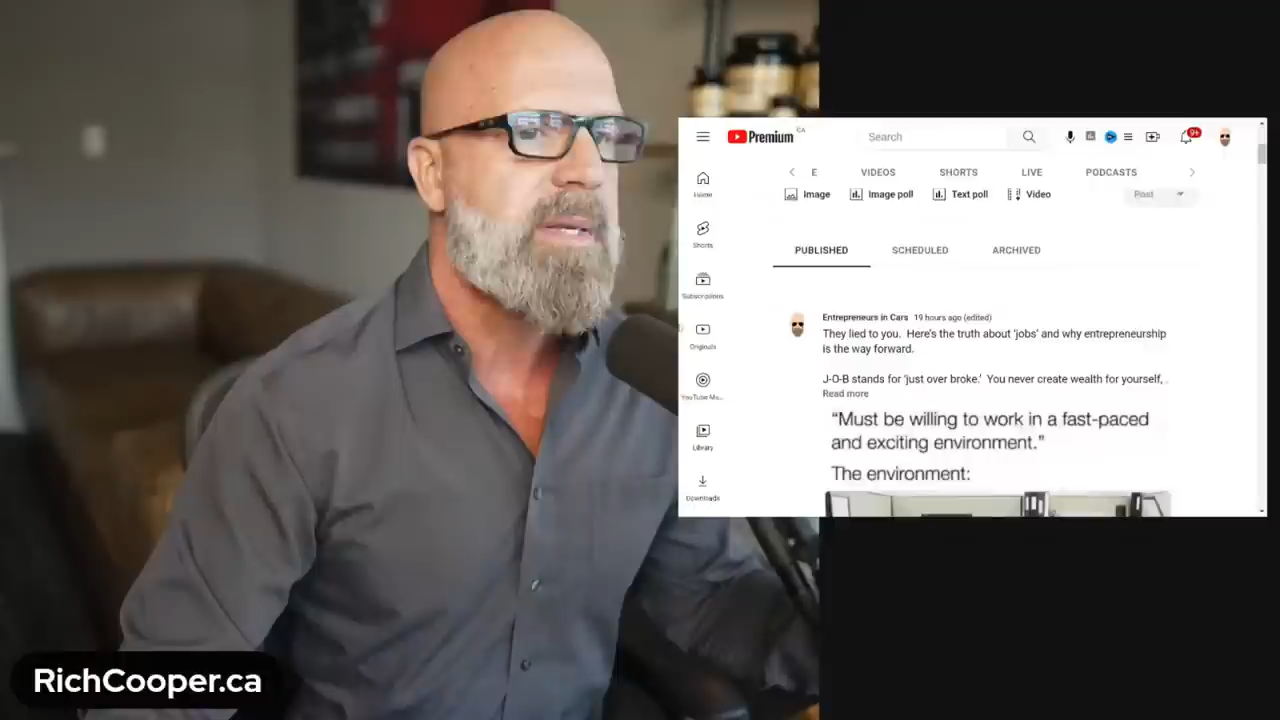 Premium CA
Search
9+
E VIDEOS SHORTS LIVE PODCASTS
Image Image poll Text poll Video Post
Home
Shorts
Subscriptions
Originals
YouTube Mu...
Library
Downloads
PUBLISHED SCHEDULED ARCHIVED
Entrepreneurs in Cars 19 hours ago (edited)
They lied to you. Here's the truth about 'jobs' and why entrepreneurship
is the way forward.
J-O-B stands for 'just over broke.' You never create wealth for yourself, .
Read more
“Must be willing to work in a fast-paced
and exciting environment.”
The environment:
RichCooper.ca